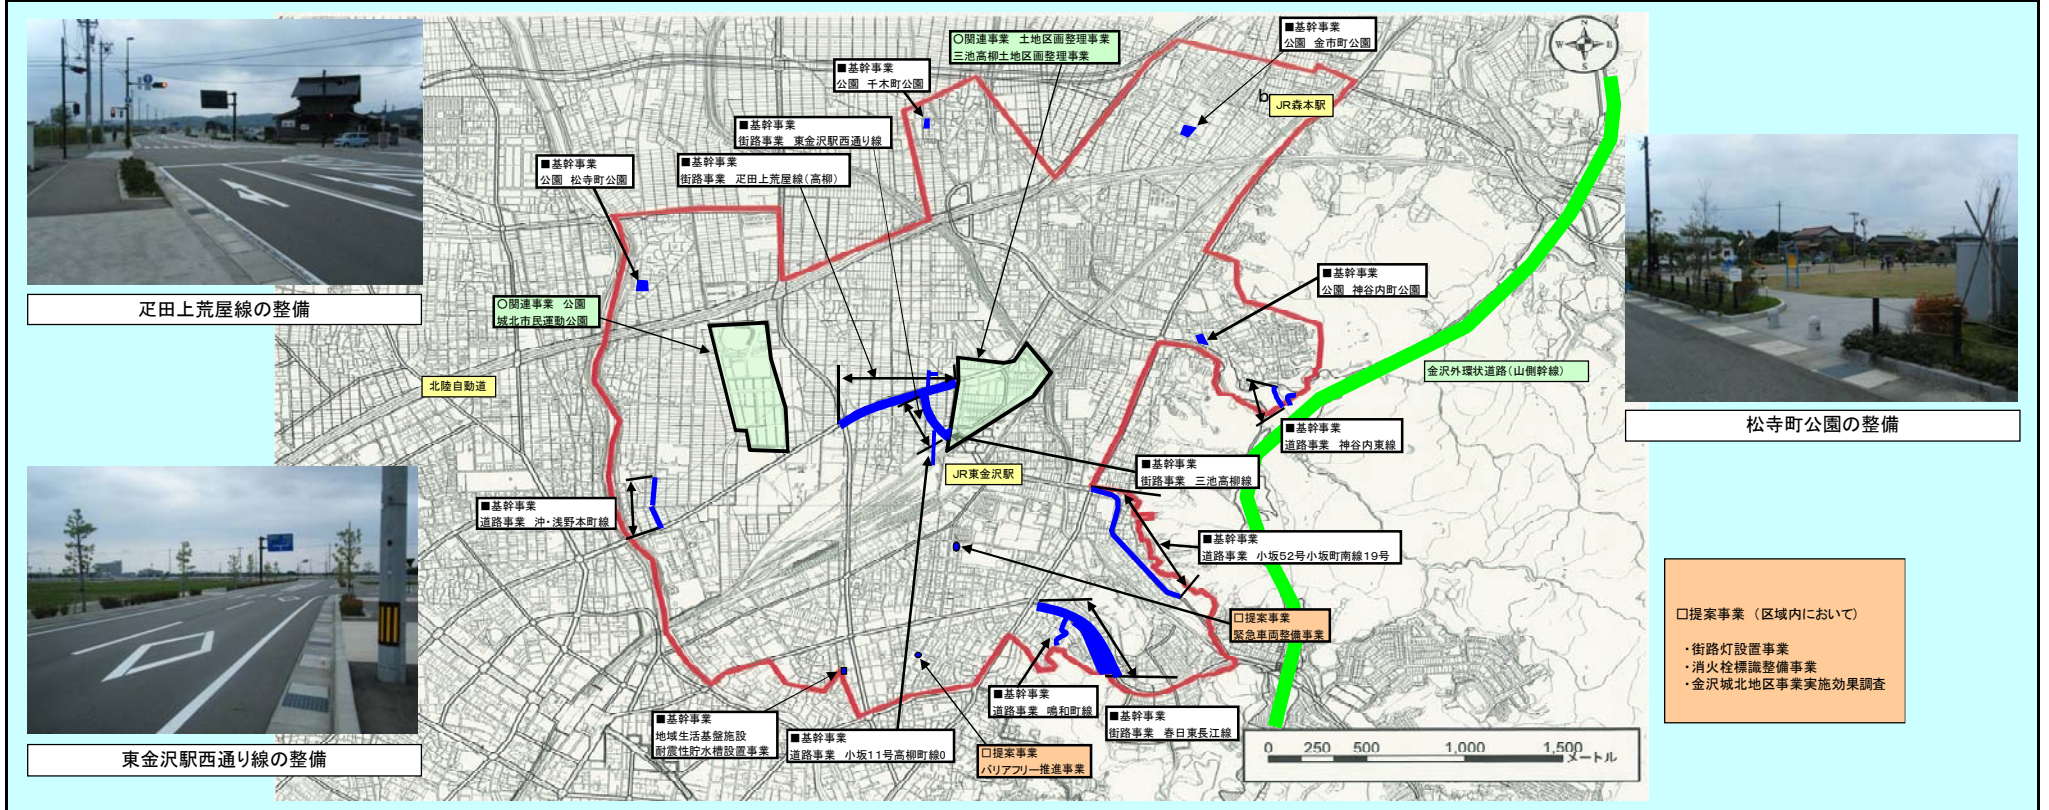 ■基幹事業
公園 金市町公園
〇関連事業 土地区画整理事業
三池高柳土地区画整理事業
N
W E
S
■基幹事業
公園 千木町公園
b
JR森本駅
■基幹事業
街路事業 東金沢駅西通り線
■基幹事業
公園 松寺町公園
■基幹事業
街路事業 疋田上荒屋線(高柳)
疋田上荒屋線の整備
〇関連事業 公園
城北市民運動公園
■基幹事業
公園 神谷内町公園
北陸自動道
金沢外環状道路(山側幹線)
松寺町公園の整備
■基幹事業
道路事業 神谷内東線
JR東金沢駅
■基幹事業
街路事業 三池高柳線
■基幹事業
道路事業 沖・浅野本町線
■基幹事業
道路事業 小坂52号小坂町南線19号
□提案事業
緊急車両整備事業
□提案事業 (区域内において)
・街路灯設置事業
・消火栓標識整備事業
・金沢城北地区事業実施効果調査
■基幹事業
道路事業 鳴和町線
■基幹事業
街路事業 春日東長江線
■基幹事業
地域生活基盤施設
耐震性貯水槽設置事業
■基幹事業
道路事業 小坂11号高柳町線0
□提案事業
バリアフリー推進事業
東金沢駅西通り線の整備
0 250 500 1,000 1,500
メートル